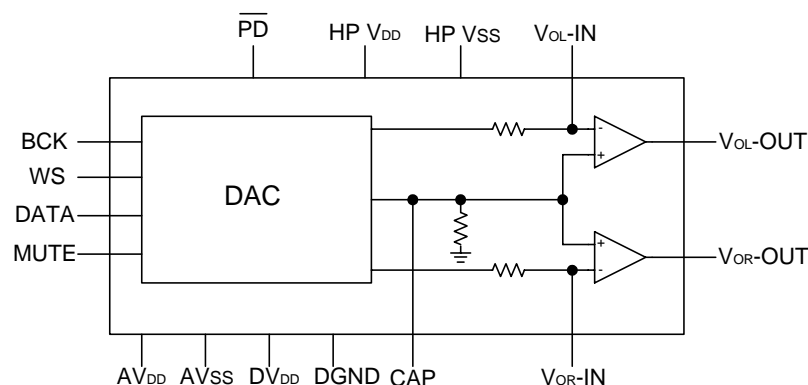 PD
HP VDD
HP VSS
VOL-IN
BCK
WS
DATA
MUTE
DAC
-
+
+
-
VOL-OUT
VOR-OUT
AVDD
AVSS
DVDD
DGND
CAP
VOR-IN